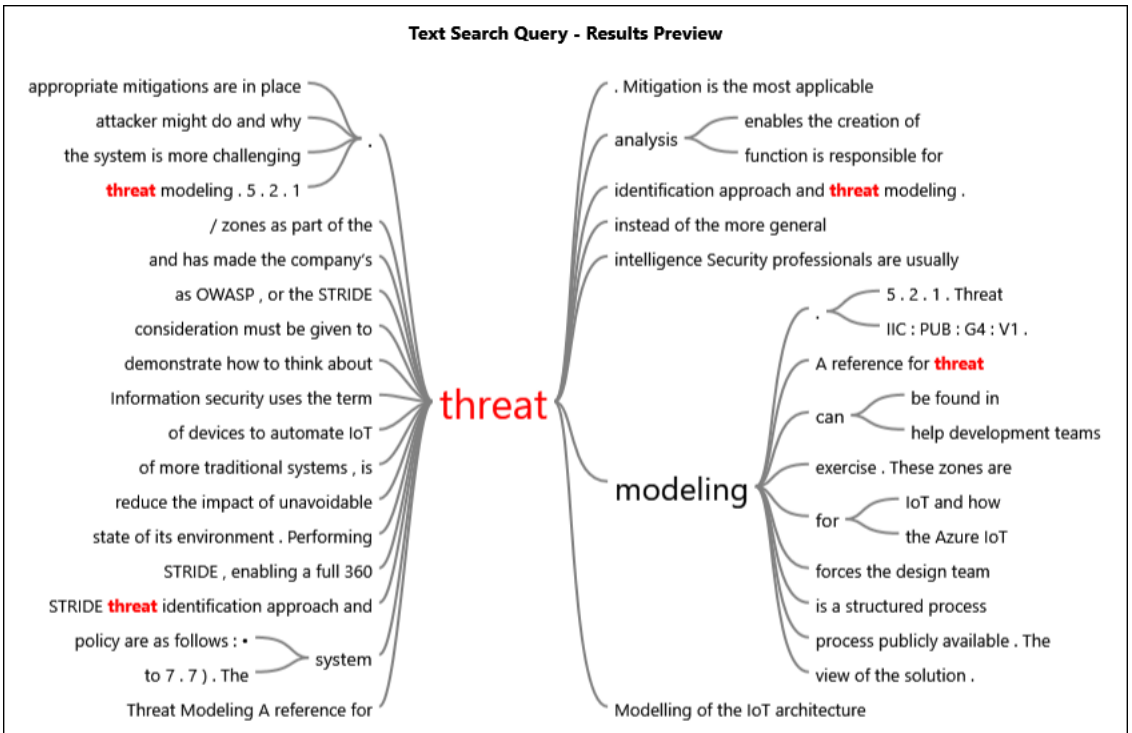 Text Search Query - Results Preview
appropriate mitigations are in place
attacker might do and why
the system is more challenging
threat modeling . 5 . 2 . 1
.
/ zones as part of the
and has made the company's
as OWASP , or the STRIDE
consideration must be given to
demonstrate how to think about
Information security uses the term
of devices to automate IoT
of more traditional systems , is
reduce the impact of unavoidable
state of its environment . Performing
STRIDE , enabling a full 360
STRIDE threat identification approach and
policy are as follows : •
to 7 . 7 ) . The
system
Threat Modeling A reference for
threat
. Mitigation is the most applicable
analysis
enables the creation of
function is responsible for
identification approach and threat modeling .
instead of the more general
intelligence Security professionals are usually
modeling
.
5 . 2 . 1 . Threat
IIC : PUB : G4 : V1 .
A reference for threat
can
be found in
help development teams
exercise . These zones are
for
IoT and how
the Azure IoT
forces the design team
is a structured process
process publicly available . The
view of the solution .
Modelling of the IoT architecture